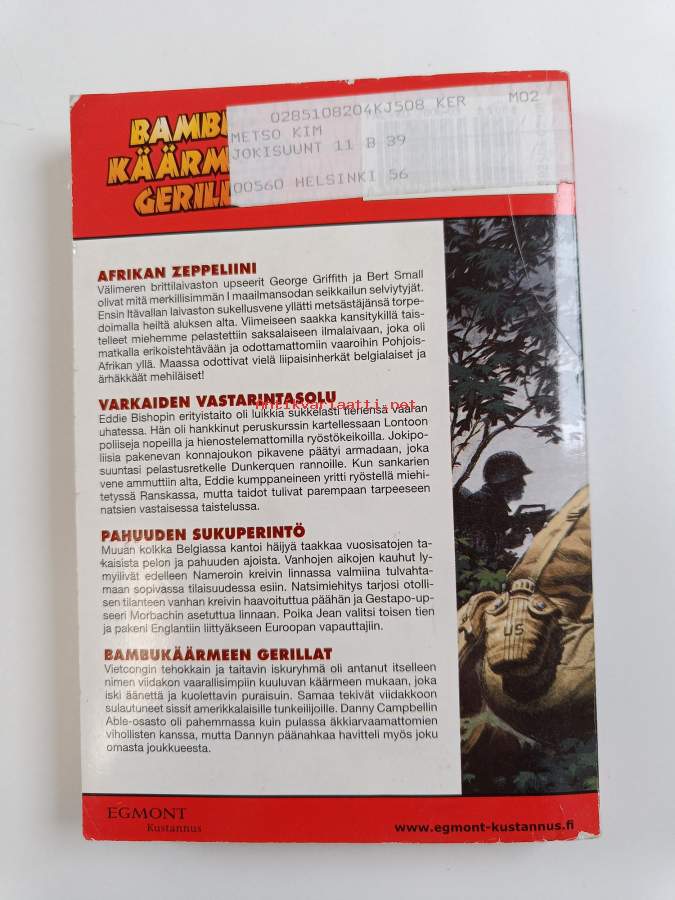 0285108204KJ508 KER M02
METSO KIM
JOKISUUNT 11 B 39
00560 HELSINKI 56
AFRIKAN ZEPPELIINI
Välimeren brittilaivaston upseerit George Griffith ja Bert Small
olivat mitä merkillisimmän I maailmansodan seikkailun selviytyjät.
Ensin Itävallan laivaston sukellusvene yllätti metsästäjänsä torpe-
doimalla heiltä aluksen alta. Viimeiseen saakka kansitykillä tais-
telleet miehemme pelastettiin saksalaiseen ilmalaivaan, joka oli
matkalla erikoistehtävään ja odottamattomiin vaaroihin Pohjois-
Afrikan yllä. Maassa odottivat vielä liipaisinherkät belgialaiset ja
ärhäkkäät mehiläiset!
VARKAIDEN VASTARINTASOLU
antikvariaatti.net
Eddie Bishopin erityistaito oli luikkia sukkelasti tiehensä vaaran
uhatessa. Hän oli hankkinut peruskurssin kartellessaan Lontoon
poliiseja nopeilla ja hienostelemattomilla ryöstökeikoilla. Jokipo-
liisia pakenevan konnajoukon pikavene päätyi armadaan, joka
suuntasi pelastusretkelle Dunkerquen rannoille. Kun sankarien
vene ammuttiin alta, Eddie kumppaneineen yritti ryöstellä miehi-
tetyssä Ranskassa, mutta taidot tulivat parempaan tarpeeseen
natsien vastaisessa taistelussa.
PAHUUDEN SUKUPERINTÖ
Muuan kolkka Belgiassa kantoi häijyä taakkaa vuosisatojen ta-
kaisista pelon ja pahuuden ajoista. Vanhojen aikojen kauhut ly-
myilivät edelleen Nameroin kreivin linnassa valmiina tulvahta-
maan sopivassa tilaisuudessa esiin. Natsimiehitys tarjosi otolli-
sen tilanteen vanhan kreivin haavoituttua päähän ja Gestapo-up-
seeri Morbachin asetuttua linnaan. Poika Jean valitsi toisen tien
ja pakeni Englantiin liittyäkseen Euroopan vapauttajiin.
BAMBUKÄÄRMEEN GERILLAT
Vietcongin tehokkain ja taitavin iskuryhmä oli antanut itselleen
nimen viidakon vaarallisimpiin kuuluvan käärmeen mukaan, joka
iski äänettä ja kuolettavin puraisuin. Samaa tekivät viidakkoon
sulautuneet sissit amerikkalaisille tunkeilijoille. Danny Campbellin
Able-osasto oli pahemmassa kuin pulassa äkkiarvaamattomien
vihollisten kanssa, mutta Dannyn päänahkaa havitteli myös joku
omasta joukkueesta.
US
EGMONT
Kustannus
www.egmont-kustannus.fi